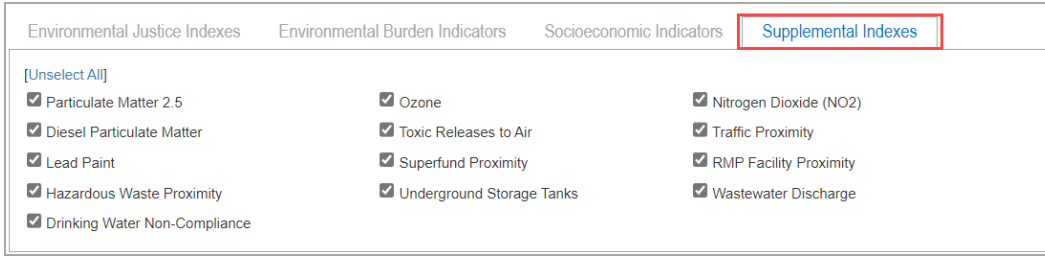 Environmental Justice Indexes Environmental Burden Indicators Socioeconomic Indicators Supplemental Indexes
[Unselect All]
Particulate Matter 2.5 Ozone Nitrogen Dioxide (NO2)
Diesel Particulate Matter Toxic Releases to Air Traffic Proximity
Lead Paint Superfund Proximity RMP Facility Proximity
Hazardous Waste Proximity Underground Storage Tanks Wastewater Discharge
Drinking Water Non-Compliance